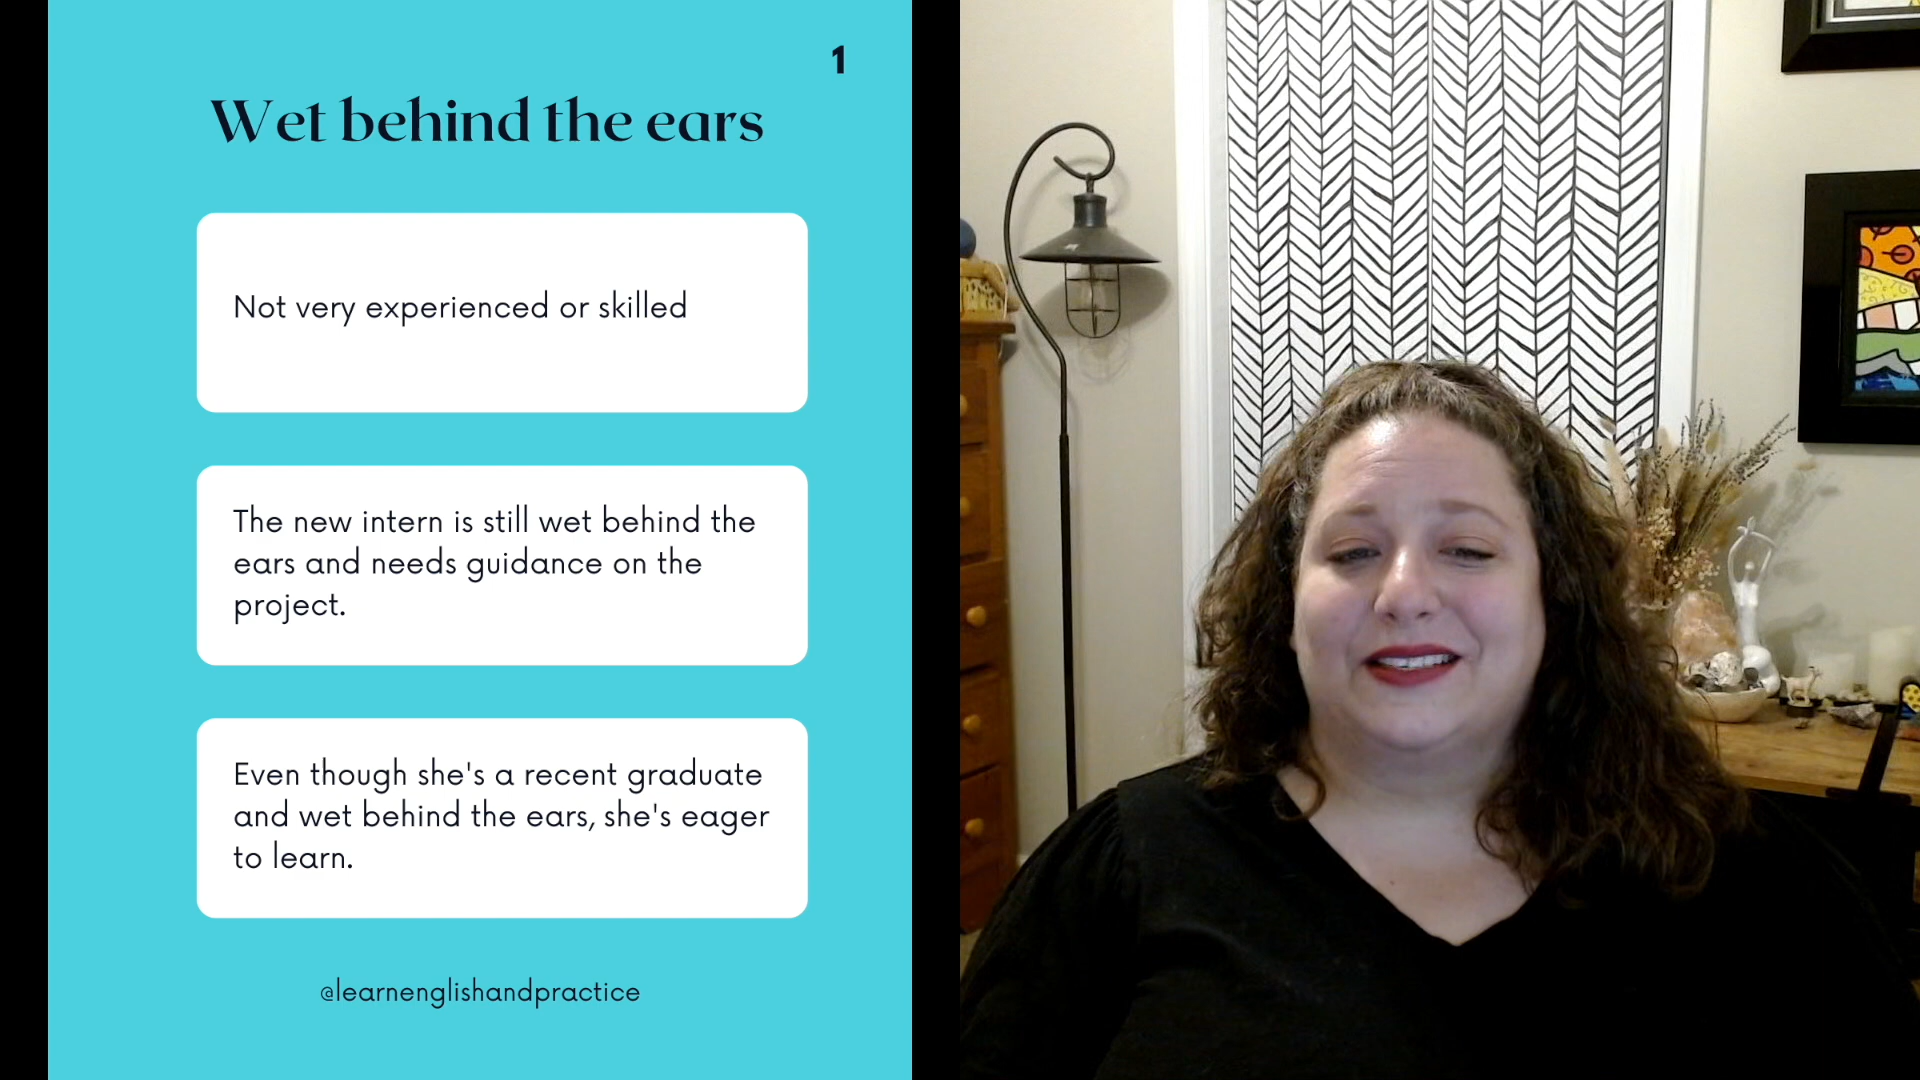 1
Wet behind the ears
Not very experienced or skilled
The new intern is still wet behind the
ears and needs guidance on the
project.
Even though she's a recent graduate
and wet behind the ears, she's eager
to learn.
@learnenglishandpractice